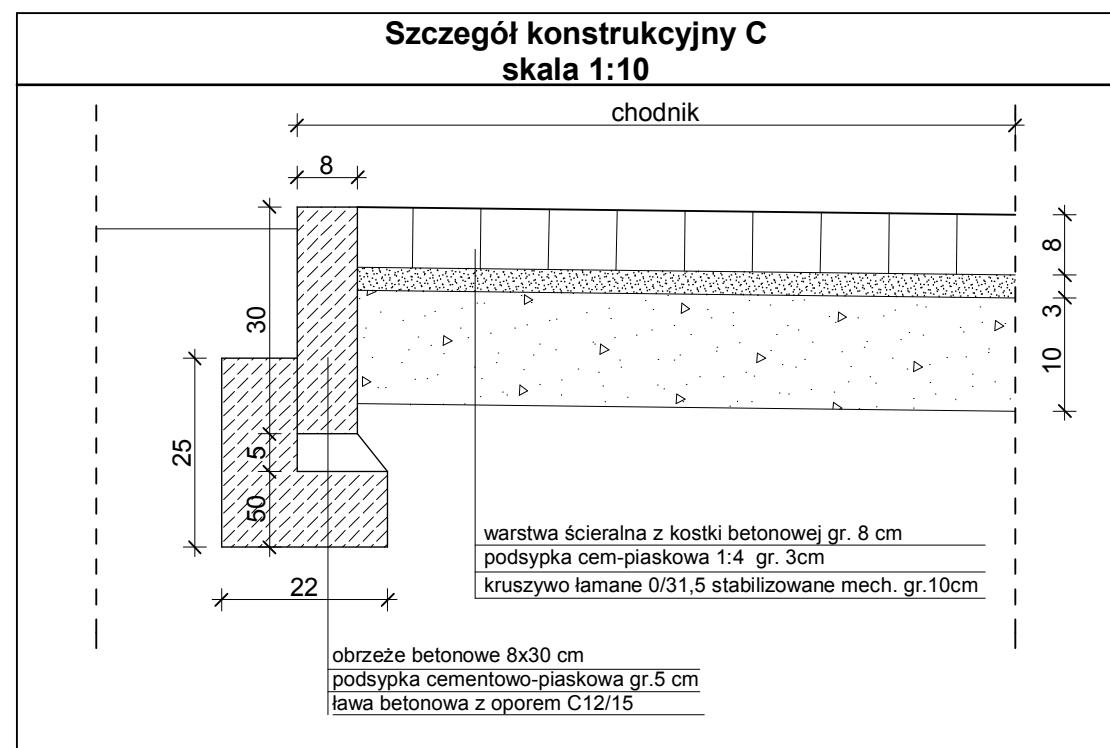 Szczegół konstrukcyjny C
skala 1:10
chodnik
8
8
30
3
10
25
5
50
22
warstwa ścieralna z kostki betonowej gr. 8 cm
podsypka cem-piaskowa 1:4 gr. 3cm
kruszywo łamane 0/31,5 stabilizowane mech. gr.10cm
obrzeże betonowe 8x30 cm
podsypka cementowo-piaskowa gr.5 cm
ława betonowa z oporem C12/15